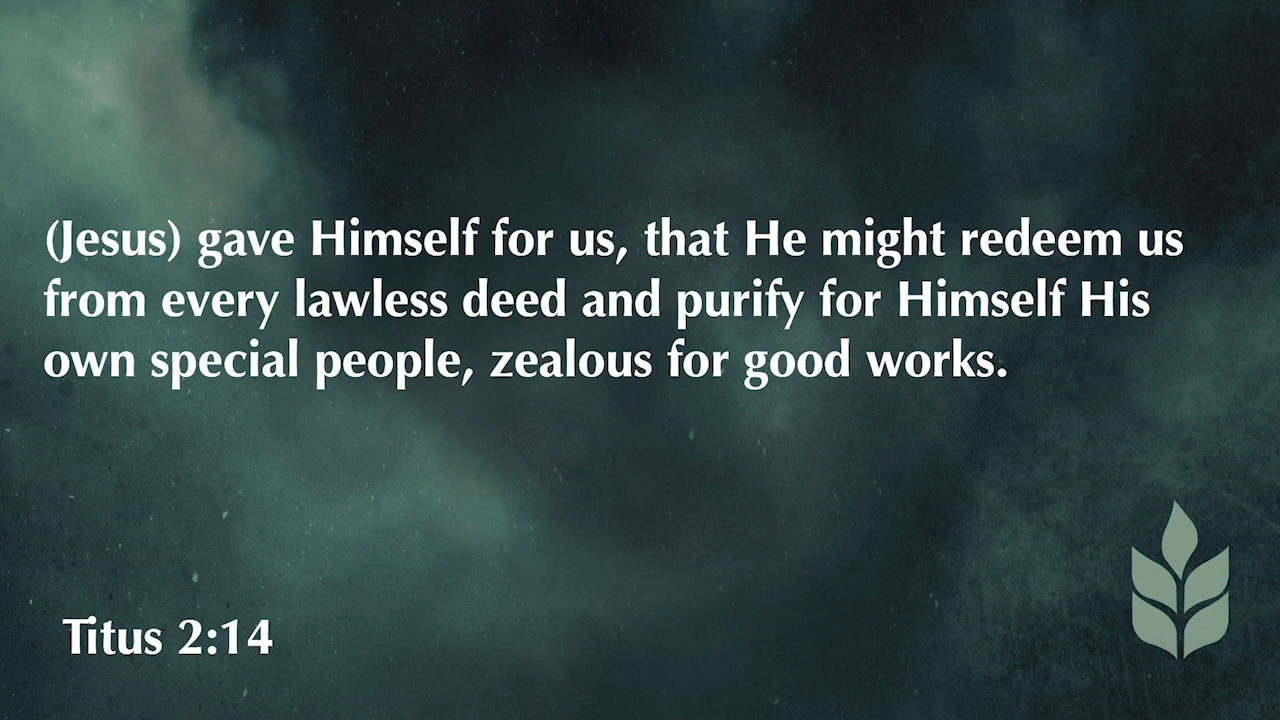 (Jesus) gave Himself for us, that He might redeem us
from every lawless deed and purify for Himself His
own special people, zealous for good works.
Titus 2:14